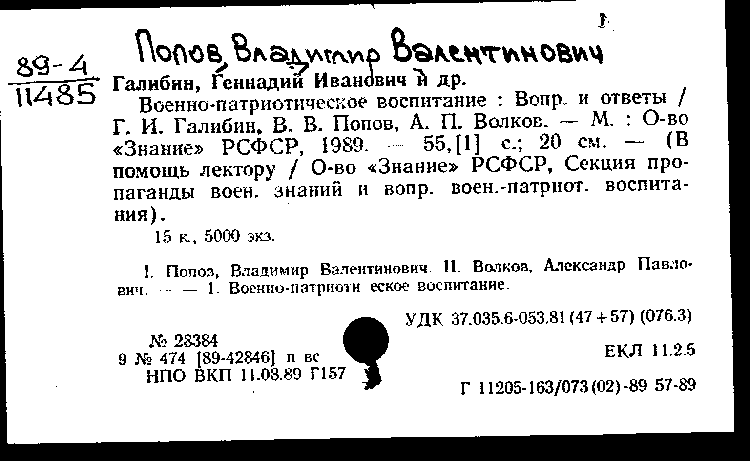 1
Попов, Владимир Валентинович
89-4
11485
Галибин, Геннадий Иванович и др.
Военно-патриотическое воспитание : Вопр. и ответы /
Г. И. Галибин, В. В. Попов, А. П. Волков. — М. : О-во
«Знание» РСФСР, 1989. — 55,[1] с.; 20 см. — (В
помощь лектору / О-во «Знание» РСФСР, Секция про-
паганды воен. знаний и вопр. воен.-патриот. воспита-
ния).
15 к., 5000 экз.
I. Попов, Владимир Валентинович. II. Волков, Александр Павло-
вич. — — 1. Военно-патриоти еское воспитание.
УДК 37.035.6-053.81 (47 + 57) (076.3)
№ 28384
9 № 474 [89-42846] п вс
НПО ВКП 11.08.89 Г157
ЕКЛ 11.2.5
Г 11205-163/073 (02) -89 57-89